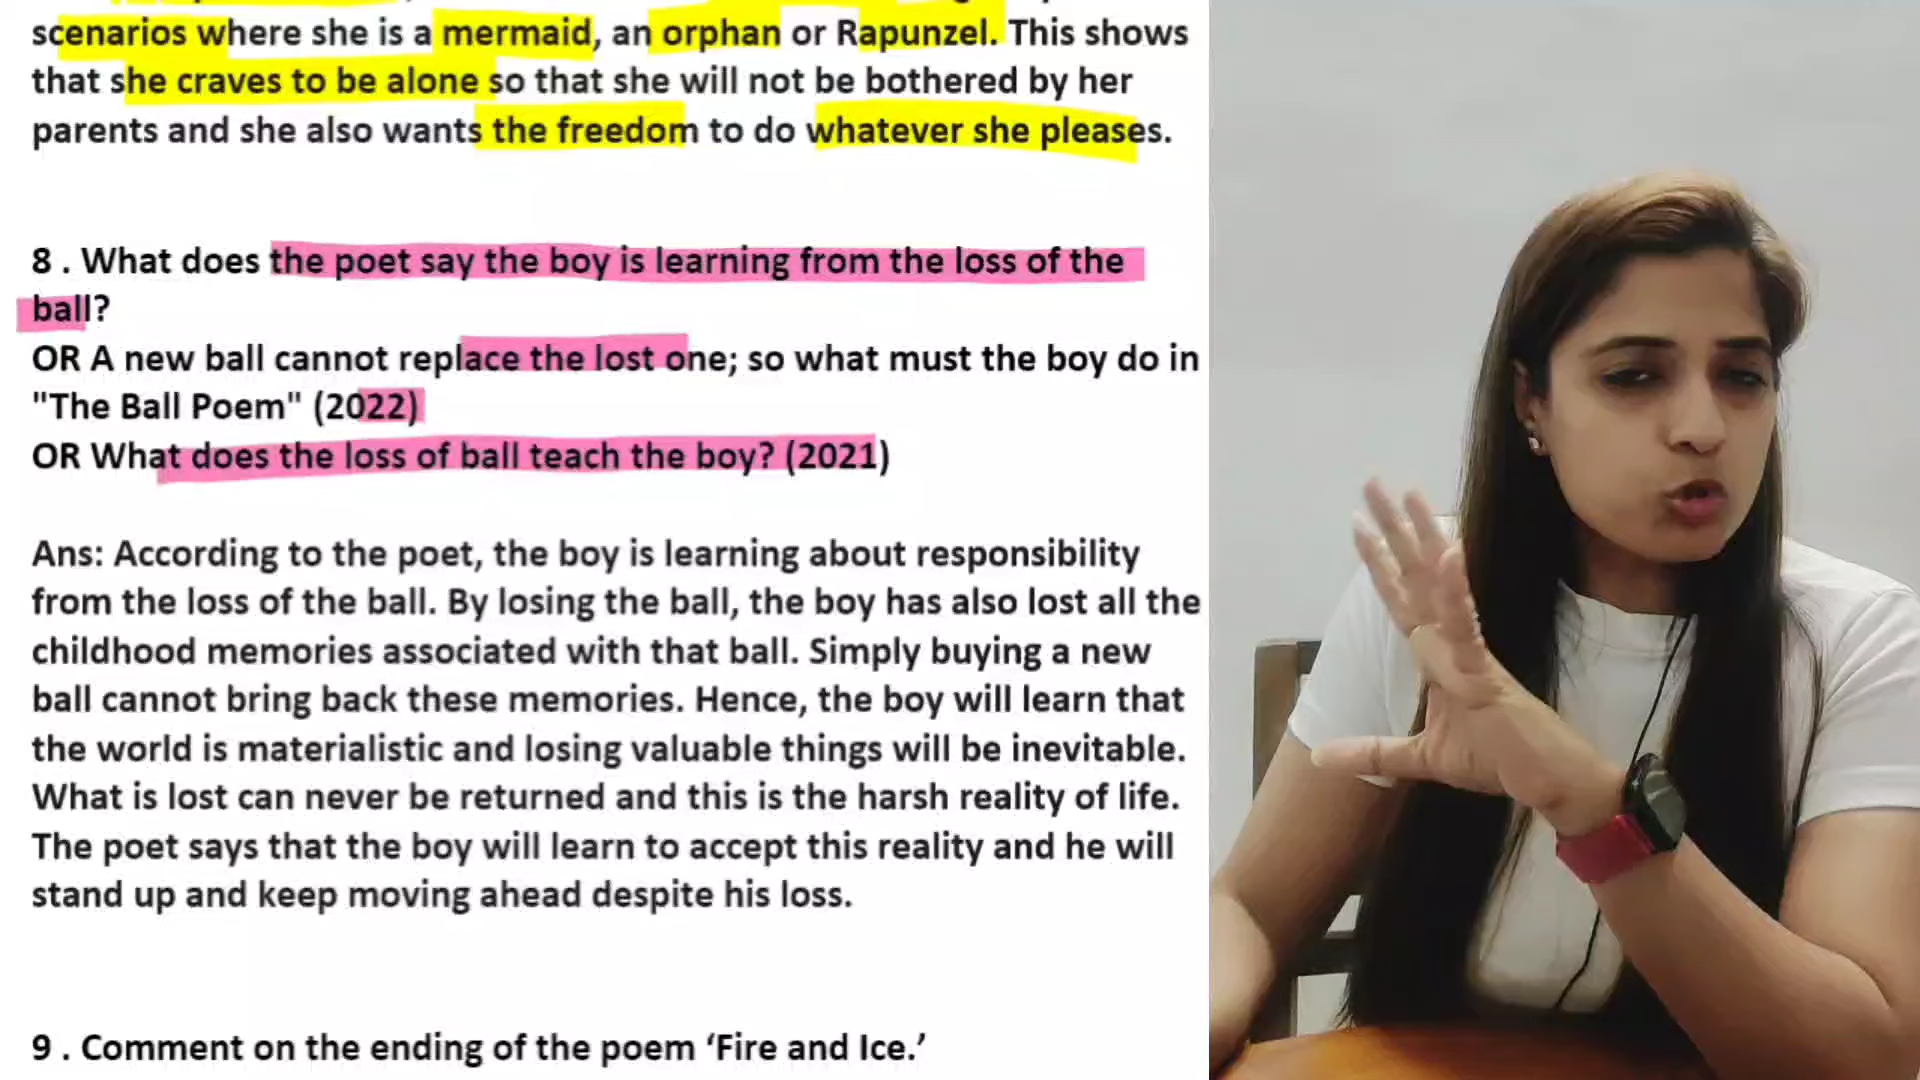 scenarios where she is a mermaid, an orphan or Rapunzel. This shows
that she craves to be alone so that she will not be bothered by her
parents and she also wants the freedom to do whatever she pleases.
8 . What does the poet say the boy is learning from the loss of the
ball?
OR A new ball cannot replace the lost one; so what must the boy do in
"The Ball Poem" (2022)
OR What does the loss of ball teach the boy? (2021)
Ans: According to the poet, the boy is learning about responsibility
from the loss of the ball. By losing the ball, the boy has also lost all the
childhood memories associated with that ball. Simply buying a new
ball cannot bring back these memories. Hence, the boy will learn that
the world is materialistic and losing valuable things will be inevitable.
What is lost can never be returned and this is the harsh reality of life.
The poet says that the boy will learn to accept this reality and he will
stand up and keep moving ahead despite his loss.
9 . Comment on the ending of the poem ‘Fire and Ice.’